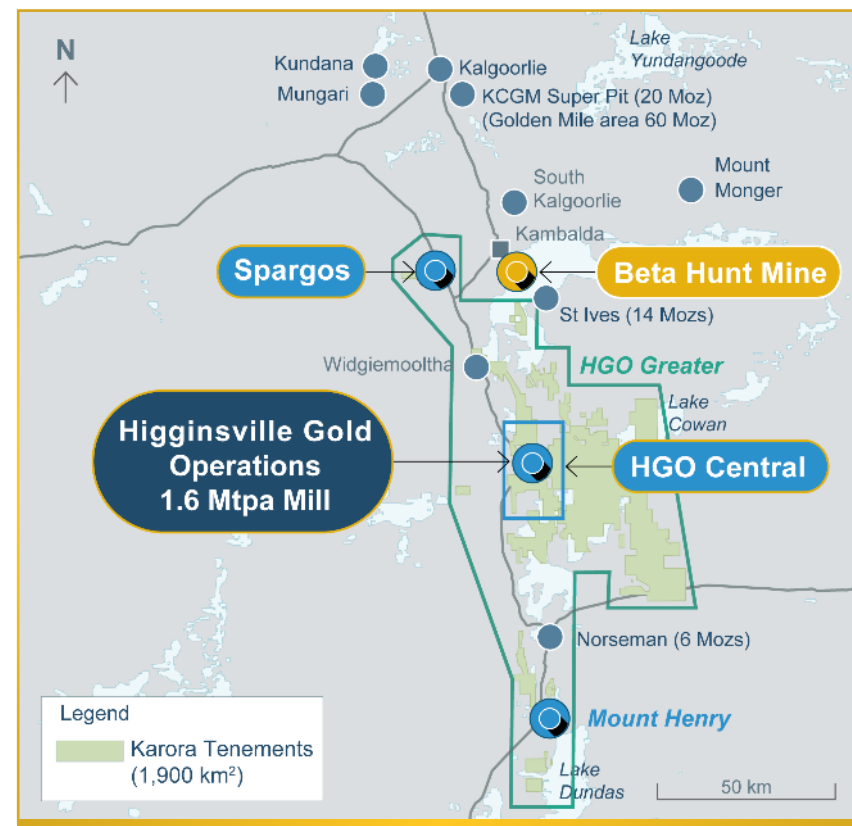 N
Lake
Yundangoode
Kundana
Kalgoorlie
Mungari
KCGM Super Pit (20 Moz)
(Golden Mile area 60 Moz)
Mount
Monger
South
Kalgoorlie
Kambalda
Spargos
Beta Hunt Mine
St Ives (14 Mozs)
Widgiemooltha
HGO Greater
Lake
Cowan
Higginsville Gold
Operations
1.6 Mtpa Mill
HGO Central
Norseman (6 Mozs)
Mount Henry
Legend
Karora Tenements
(1,900 km²)
Lake
Dundas
50 km